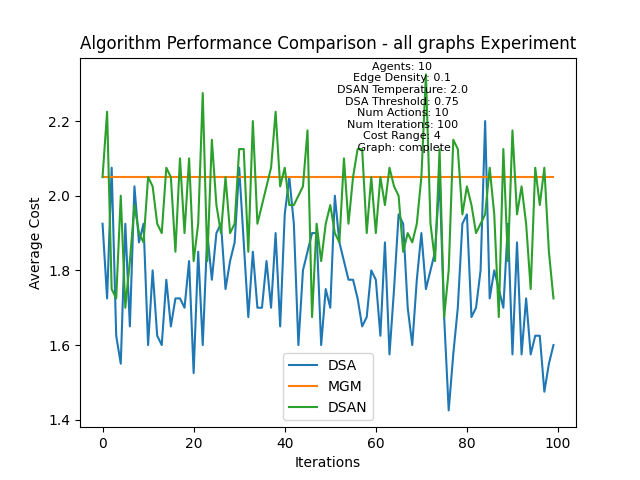 Algorithm Performance Comparison - all graphs Experiment
Agents: 10
Edge Density: 0.1
DSAN Temperature: 2.0
DSA Threshold: 0.75
Num Actions: 10
Num Iterations: 100
Cost Range: 4
Graph: complete
Average Cost
2.2
2.0
1.8
1.6
1.4
DSA
MGM
DSAN
0 20 40 60 80 100
Iterations